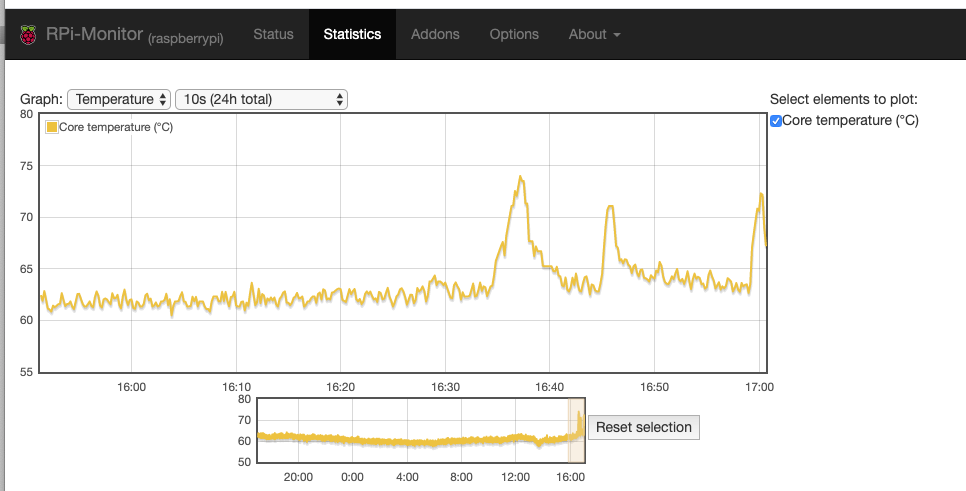 RPi-Monitor (raspberrypi) Status Statistics Addons Options About
Graph: Temperature 10s (24h total) Select elements to plot:
80
Core temperature (°C) Core temperature (°C)
75
70
65
60
55
16:00 16:10 16:20 16:30 16:40 16:50 17:00
80
70
Reset selection
60
50
20:00 0:00 4:00 8:00 12:00 16:00